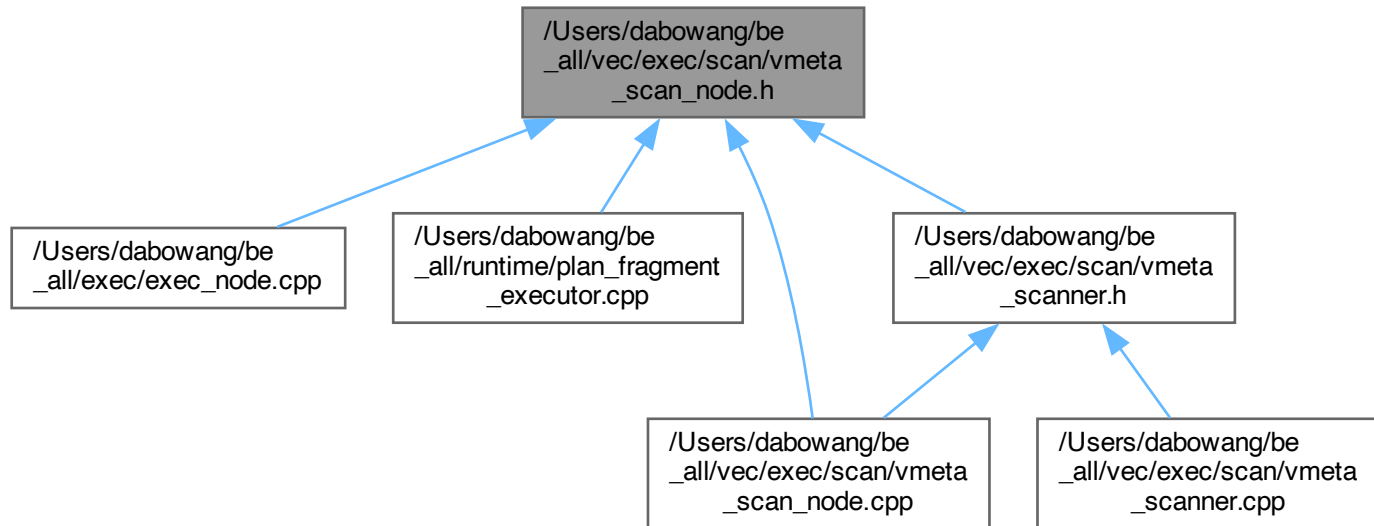 /Users/dabowang/be
_all/vec/exec/scan/vmeta
_scan_node.h
/Users/dabowang/be
_all/exec/exec_node.cpp
/Users/dabowang/be
_all/runtime/plan_fragment
_executor.cpp
/Users/dabowang/be
_all/vec/exec/scan/vmeta
_scanner.h
/Users/dabowang/be
_all/vec/exec/scan/vmeta
_scan_node.cpp
/Users/dabowang/be
_all/vec/exec/scan/vmeta
_scanner.cpp